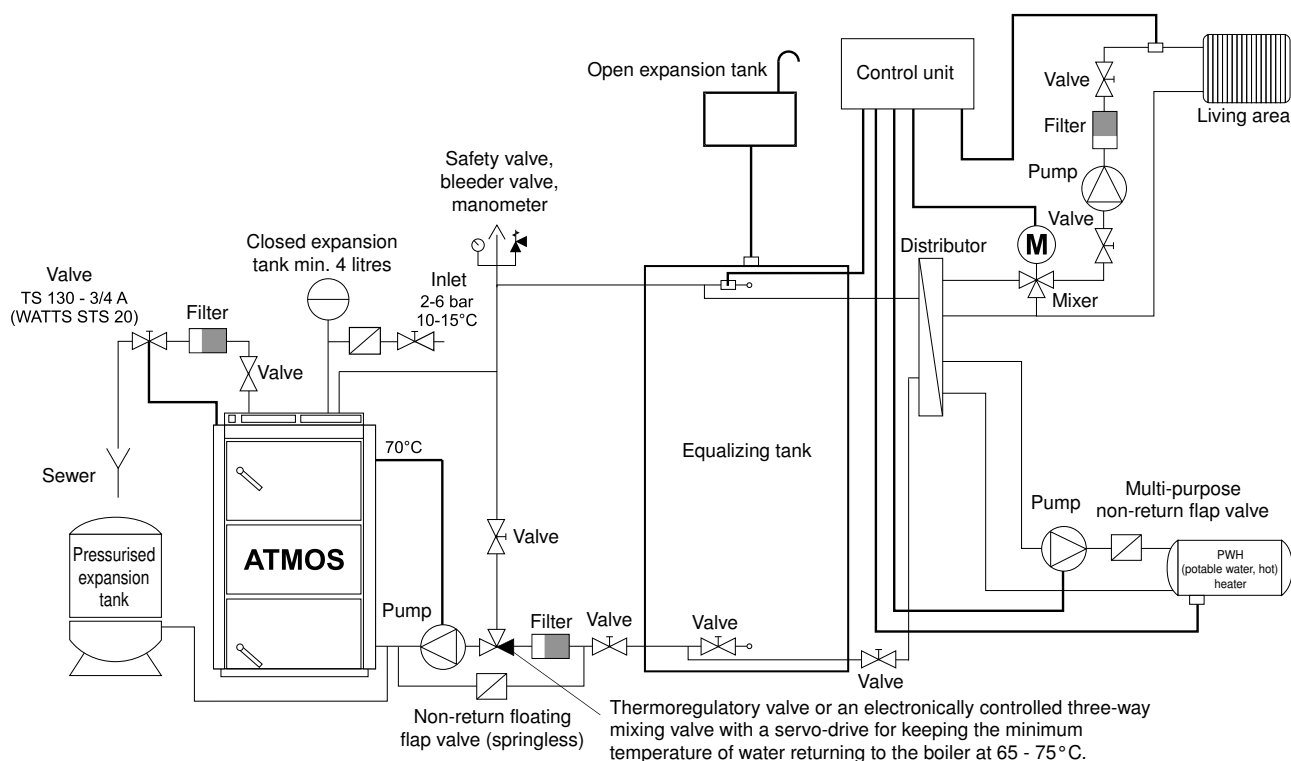 Open expansion tank
Control unit
Valve
Filter
Living area
Pump
Valve
Safety valve,
bleeder valve,
manometer
Closed expansion
tank min. 4 litres
Inlet
2-6 bar
10-15°C
Distributor
M
Mixer
Valve
TS 130 - 3/4 A
(WATTS STS 20)
Filter
Valve
Sewer
70°C
Equalizing tank
ATMOS
Pressurised
expansion
tank
Valve
Pump
Multi-purpose
non-return flap valve
PWH
(potable water, hot)
heater
Pump
Filter
Valve
Valve
Valve
Non-return floating
flap valve (springless)
Thermoregulatory valve or an electronically controlled three-way
mixing valve with a servo-drive for keeping the minimum
temperature of water returning to the boiler at 65 - 75°C.